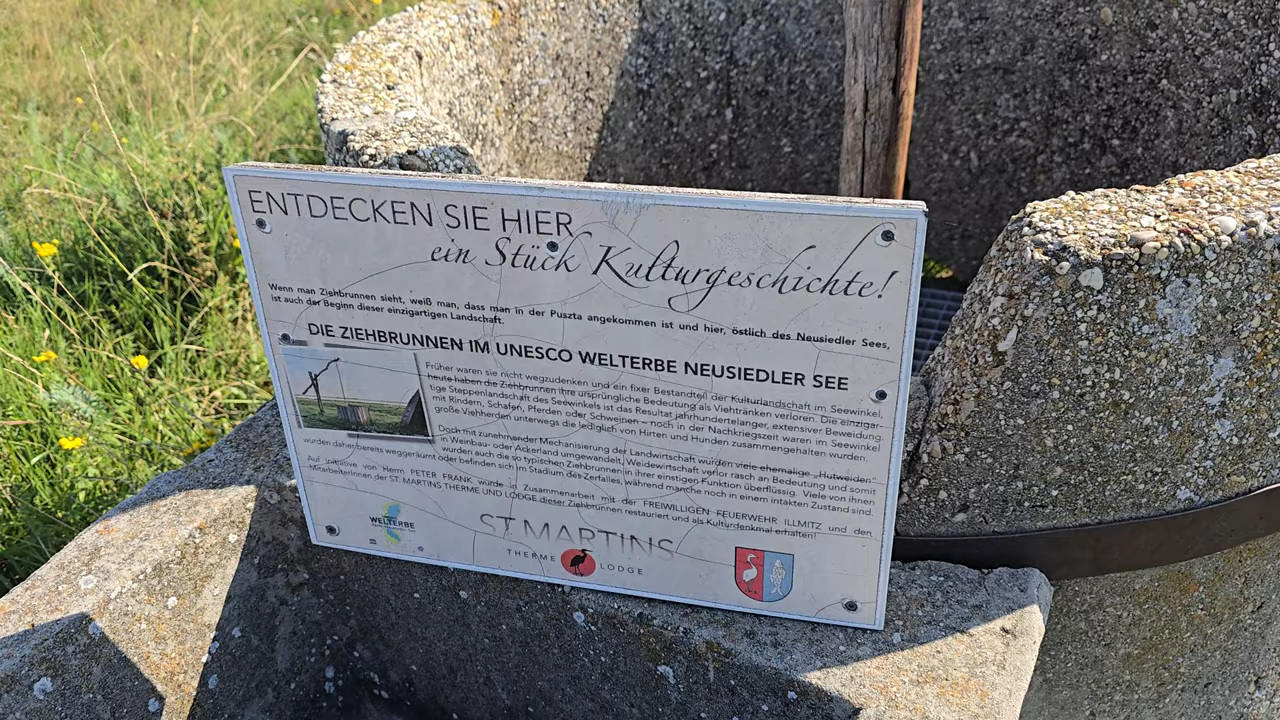 ENTDECKEN SIE HIER
ein Stück Kulturgeschichte!
Wenn man Ziehbrunnen sieht, weiß man, dass man in der Puszta angekommen ist und hier, östlich des Neusiedler Sees,
ist auch der Beginn dieser einzigartigen Landschaft.
DIE ZIEHBRUNNEN IM UNESCO WELTERBE NEUSIEDLER SEE
Früher waren sie nicht wegzudenken und ein fixer Bestandteil der Kulturlandschaft im Seewinkel,
heute haben die Ziehbrunnen ihre ursprüngliche Bedeutung als Viehtränken verloren. Die einzigar-
tige Steppenlandschaft des Seewinkels ist das Resultat jahrhundertelanger, extensiver Beweidung
mit Rindern, Schafen, Pferden oder Schweinen – noch in der Nachkriegszeit waren im Seewinkel
große Viehherden unterwegs die lediglich von Hirten und Hunden zusammengehalten wurden.
Doch mit zunehmender Mechanisierung der Landwirtschaft wurden viele ehemalige „Hutweiden“
in Weinbau- oder Ackerland umgewandelt, Weidewirtschaft verlor rasch an Bedeutung und somit
wurden auch die so typischen Ziehbrunnen in ihrer einstigen Funktion überflüssig. Viele von ihnen
wurden daher bereits weggeräumt oder befinden sich im Stadium des Zerfalles, während manche noch in einem intakten Zustand sind.
Auf Initiative von Herrn PETER FRANK wurde in Zusammenarbeit mit der FREIWILLIGEN FEUERWEHR ILLMITZ und den
MitarbeiterInnen der ST. MARTINS THERME UND LODGE dieser Ziehbrunnen restauriert und als Kulturdenkmal erhalten!
WELTERBE
ST. MARTINS
THERME LODGE